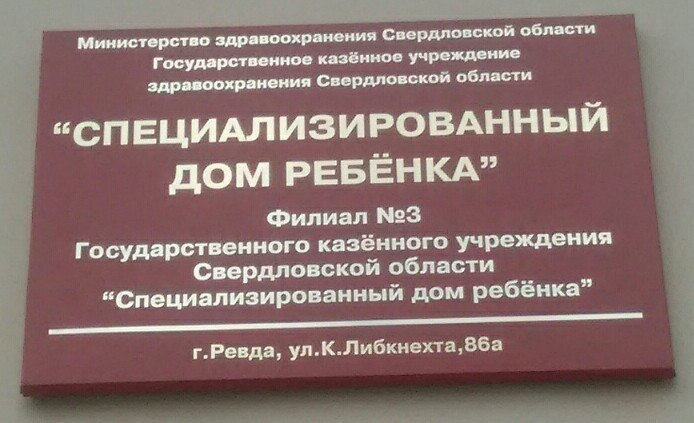 Министерство здравоохранения Свердловской области
Государственное казённое учреждение
здравоохранения Свердловской области
“СПЕЦИАЛИЗИРОВАННЫЙ
ДОМ РЕБЁНКА”
Филиал №3
Государственного казённого учреждения
Свердловской области
“Специализированный дом ребёнка”
г.Ревда, ул.К.Либкнехта,86а